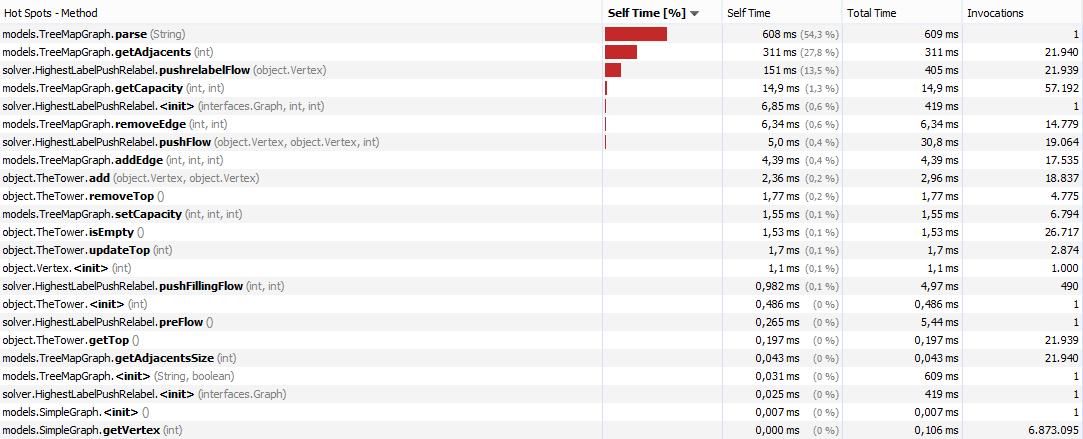 Hot Spots - Method Self Time [%] Self Time Total Time Invocations
models.TreeMapGraph.parse (String) 608 ms (54,3 %) 609 ms 1
models.TreeMapGraph.getAdjacents (int) 311 ms (27,8 %) 311 ms 21.940
solver.HighestLabelPushRelabel.pushrelabelFlow (object.Vertex) 151 ms (13,5 %) 405 ms 21.939
models.TreeMapGraph.getCapacity (int, int) 14,9 ms (1,3 %) 14,9 ms 57.192
solver.HighestLabelPushRelabel.<init> (interfaces.Graph, int, int) 6,85 ms (0,6 %) 419 ms 1
models.TreeMapGraph.removeEdge (int, int) 6,34 ms (0,6 %) 6,34 ms 14.779
solver.HighestLabelPushRelabel.pushFlow (object.Vertex, object.Vertex, int) 5,0 ms (0,4 %) 30,8 ms 19.064
models.TreeMapGraph.addEdge (int, int, int) 4,39 ms (0,4 %) 4,39 ms 17.535
object.TheTower.add (object.Vertex, object.Vertex) 2,36 ms (0,2 %) 2,96 ms 18.837
object.TheTower.removeTop () 1,77 ms (0,2 %) 1,77 ms 4.775
models.TreeMapGraph.setCapacity (int, int, int) 1,55 ms (0,1 %) 1,55 ms 6.794
object.TheTower.isEmpty () 1,53 ms (0,1 %) 1,53 ms 26.717
object.TheTower.updateTop (int) 1,7 ms (0,1 %) 1,7 ms 2.874
object.Vertex.<init> (int) 1,1 ms (0,1 %) 1,1 ms 1.000
solver.HighestLabelPushRelabel.pushFillingFlow (int, int) 0,982 ms (0,1 %) 4,97 ms 490
object.TheTower.<init> (int) 0,486 ms (0 %) 0,486 ms 1
solver.HighestLabelPushRelabel.preFlow () 0,265 ms (0 %) 5,44 ms 1
object.TheTower.getTop () 0,197 ms (0 %) 0,197 ms 21.939
models.TreeMapGraph.getAdjacentsSize (int) 0,043 ms (0 %) 0,043 ms 21.940
models.TreeMapGraph.<init> (String, boolean) 0,031 ms (0 %) 609 ms 1
solver.HighestLabelPushRelabel.<init> (interfaces.Graph) 0,025 ms (0 %) 419 ms 1
models.SimpleGraph.<init> () 0,007 ms (0 %) 0,007 ms 1
models.SimpleGraph.getVertex (int) 0,000 ms (0 %) 0,106 ms 6.873.095